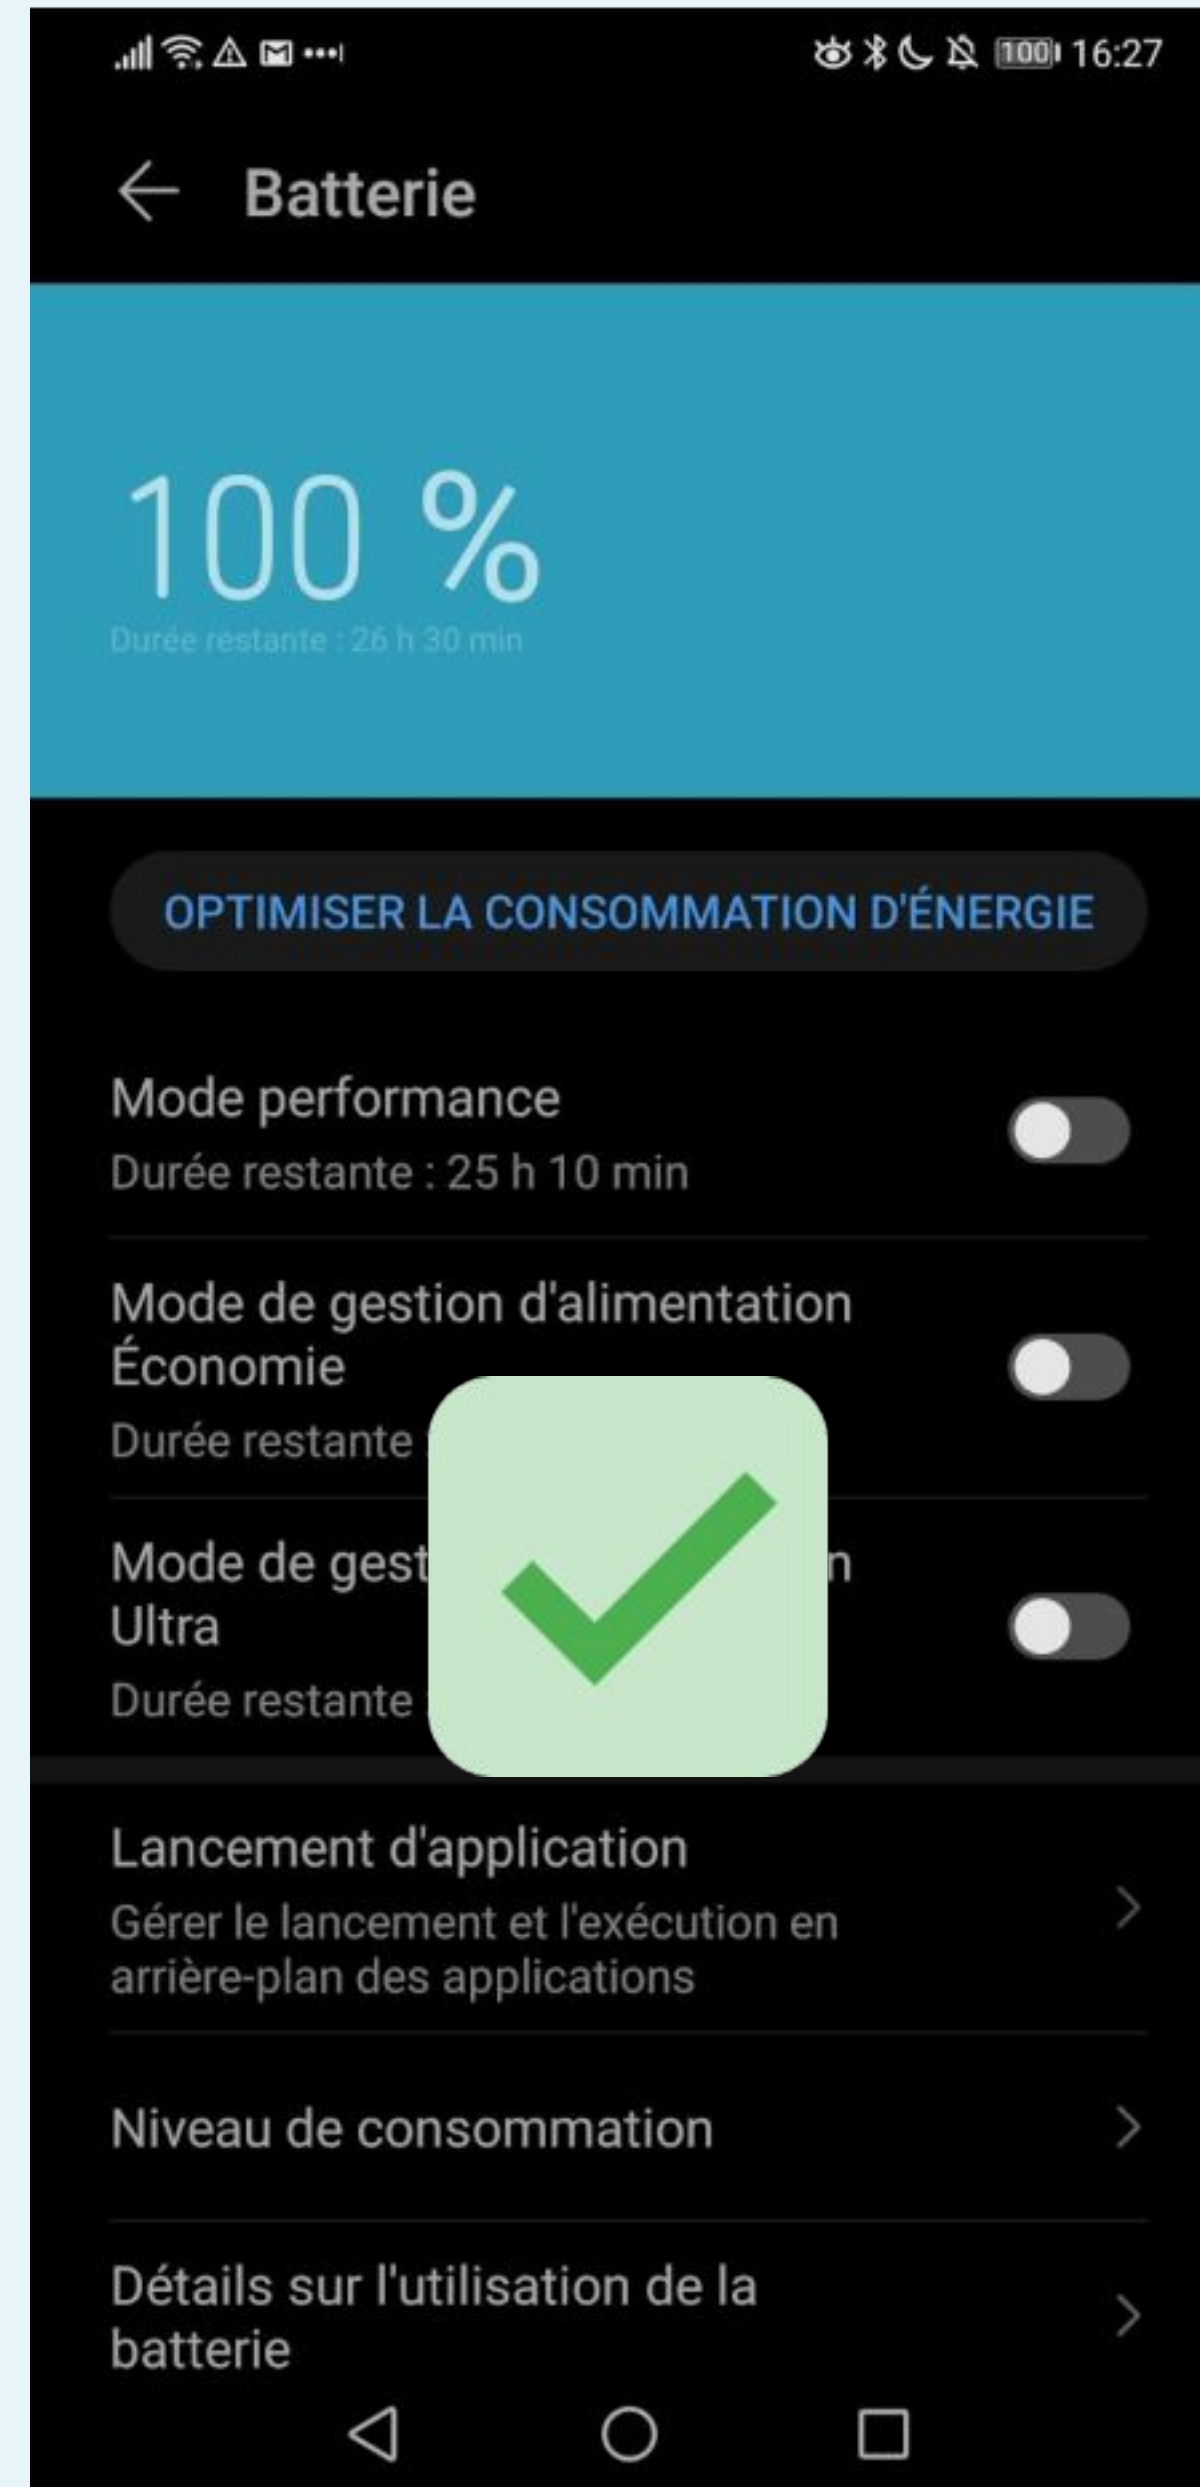 100 16:27
Batterie
100 %
Durée restante : 26 h 30 min
OPTIMISER LA CONSOMMATION D'ÉNERGIE
Mode performance
Durée restante : 25 h 10 min
Mode de gestion d'alimentation
Économie
Durée restante :
Mode de gest
Ultra
Durée restante :
Lancement d'application
Gérer le lancement et l'exécution en
arrière-plan des applications
Niveau de consommation
Détails sur l'utilisation de la
batterie